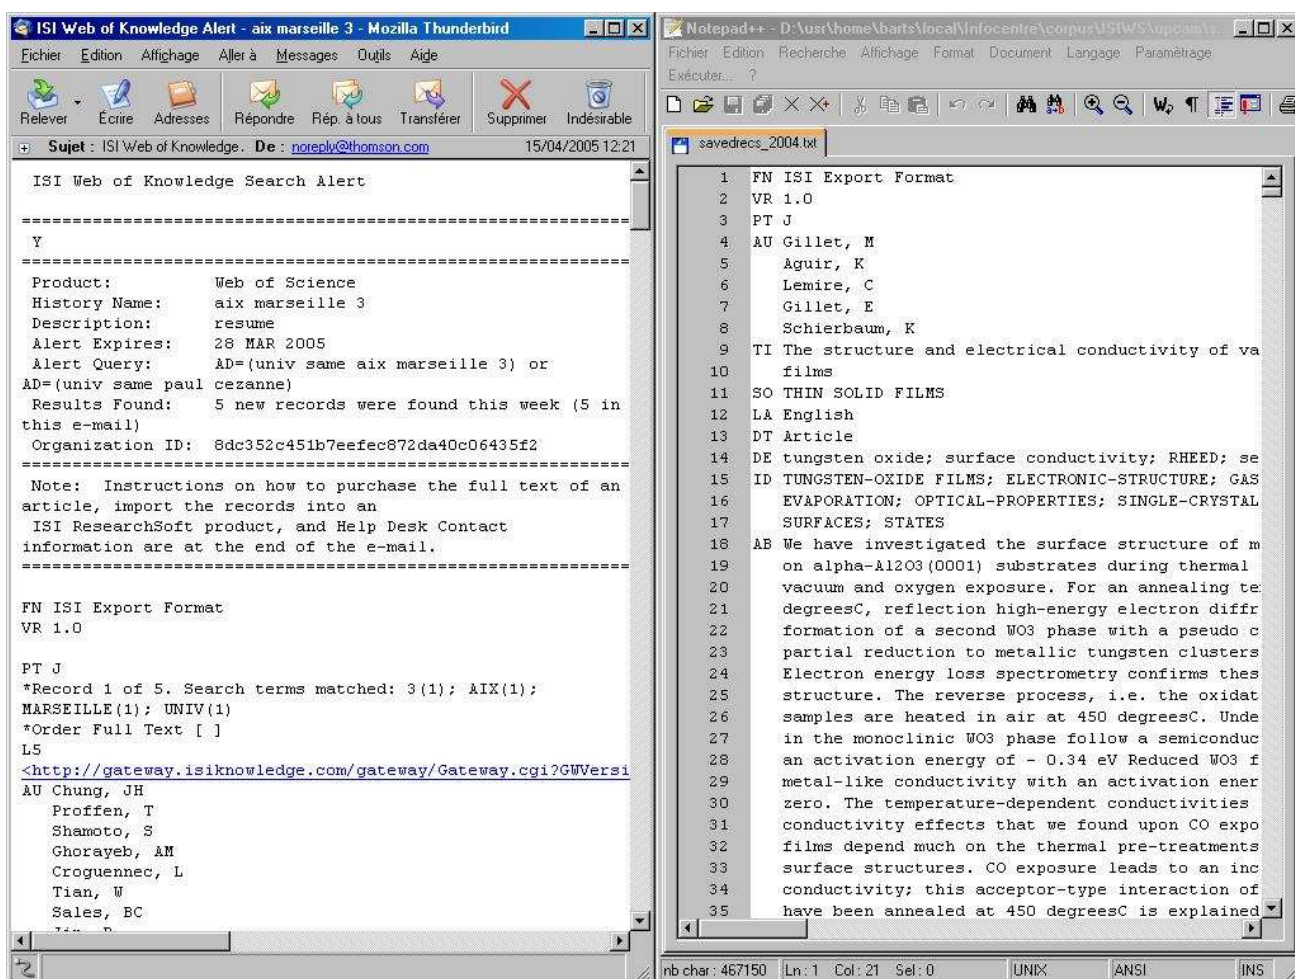 ISI Web of Knowledge Alert - aix marseille 3 - Mozilla Thunderbird
Fichier Edition Affichage Aller à Messages Outils Aide
Relever Écrire Adresses Répondre Rép. à tous Transférer Supprimer Indésirable
Sujet : ISI Web of Knowledge. De : noreply@thomson.com 15/04/2005 12:21
ISI Web of Knowledge Search Alert
================================================================
Y
================================================================
Product: Web of Science
History Name: aix marseille 3
Description: resume
Alert Expires: 28 MAR 2005
Alert Query: AD=(univ same aix marseille 3) or
AD=(univ same paul cezanne)
Results Found: 5 new records were found this week (5 in
this e-mail)
Organization ID: 8dc352c451b7eefec872da40c06435f2
================================================================
Note: Instructions on how to purchase the full text of an
article, import the records into an
ISI ResearchSoft product, and Help Desk Contact
information are at the end of the e-mail.
================================================================
FN ISI Export Format
VR 1.0
PT J
*Record 1 of 5. Search terms matched: 3(1); AIX(1);
MARSEILLE(1); UNIV(1)
*Order Full Text [ ]
L5
<http://gateway.isiknowledge.com/gateway/Gateway.cgi?GWVersi
AU Chung, JH
Proffen, T
Shamoto, S
Ghorayeb, AM
Croguennec, L
Tian, W
Sales, BC
Notepad++ - D:\usr\home\barts\local\Infocentre\corpus\ISIWS\upcam\s
Fichier Edition Recherche Affichage Format Document Langage Paramètrage
Exécuter... ?
savedrecs_2004.txt
1 FN ISI Export Format
2 VR 1.0
3 PT J
4 AU Gillet, M
5 Aguir, K
6 Lemire, C
7 Gillet, E
8 Schierbaum, K
9 TI The structure and electrical conductivity of va
10 films
11 SO THIN SOLID FILMS
12 LA English
13 DT Article
14 DE tungsten oxide; surface conductivity; RHEED; se
15 ID TUNGSTEN-OXIDE FILMS; ELECTRONIC-STRUCTURE; GAS
16 EVAPORATION; OPTICAL-PROPERTIES; SINGLE-CRYSTAL
17 SURFACES; STATES
18 AB We have investigated the surface structure of m
19 on alpha-Al2O3(0001) substrates during thermal
20 vacuum and oxygen exposure. For an annealing te
21 degreesC, reflection high-energy electron diffr
22 formation of a second WO3 phase with a pseudo c
23 partial reduction to metallic tungsten clusters
24 Electron energy loss spectrometry confirms thes
25 structure. The reverse process, i.e. the oxidat
26 samples are heated in air at 450 degreesC. Unde
27 in the monoclinic WO3 phase follow a semiconduc
28 an activation energy of - 0.34 eV Reduced WO3 f
29 metal-like conductivity with an activation ener
30 zero. The temperature-dependent conductivities
31 conductivity effects that we found upon CO expo
32 films depend much on the thermal pre-treatments
33 surface structures. CO exposure leads to an inc
34 conductivity; this acceptor-type interaction of
35 have been annealed at 450 degreesC is explained
nb char : 467150 Ln : 1 Col : 21 Sel : 0 UNIX ANSI INS